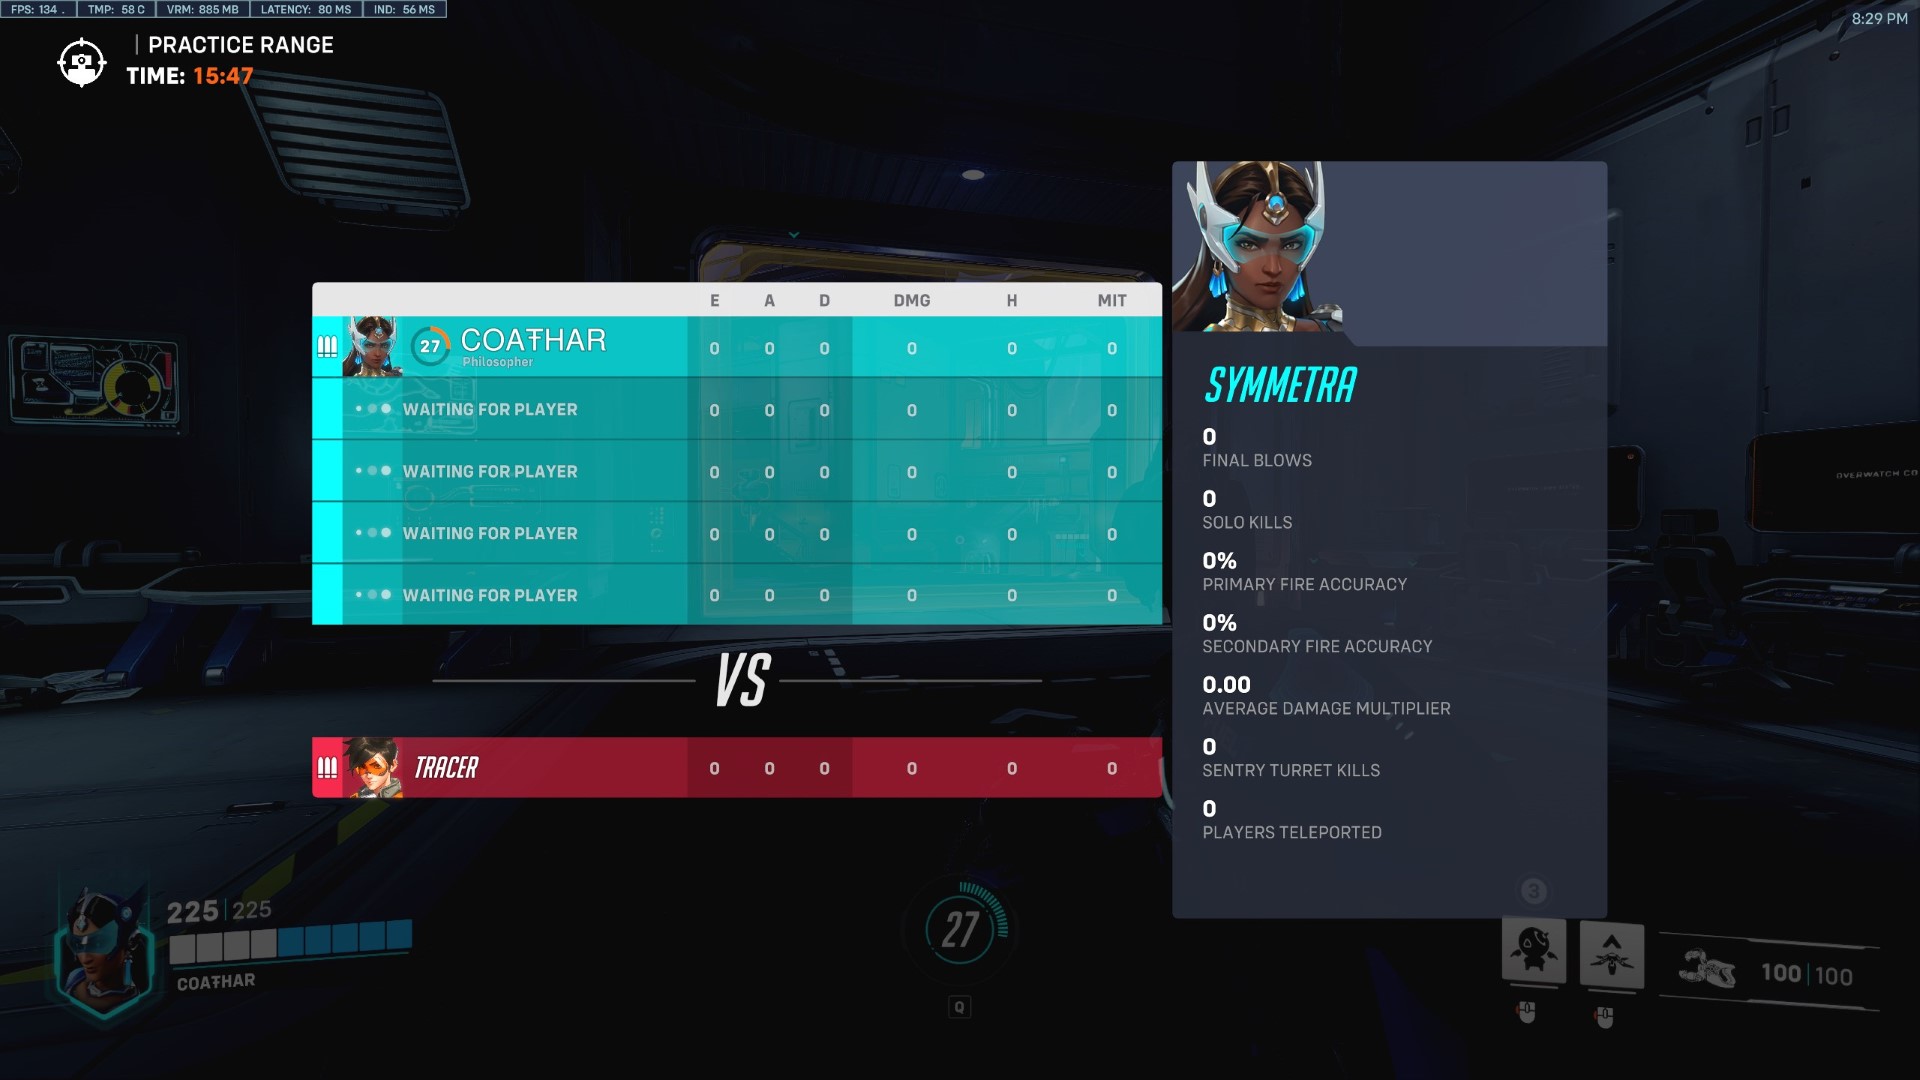 FPS: 134 . TMP: 58 C VRM: 885 MB LATENCY: 80 MS IND: 56 MS
8:29 PM
| PRACTICE RANGE
TIME: 15:47
E A D DMG H MIT
27 COAŦHAR 0 0 0 0 0 0
Philosopher
WAITING FOR PLAYER 0 0 0 0 0 0
WAITING FOR PLAYER 0 0 0 0 0 0
WAITING FOR PLAYER 0 0 0 0 0 0
WAITING FOR PLAYER 0 0 0 0 0 0
VS
TRACER 0 0 0 0 0 0
SYMMETRA
0
FINAL BLOWS
0
SOLO KILLS
0%
PRIMARY FIRE ACCURACY
0%
SECONDARY FIRE ACCURACY
0.00
AVERAGE DAMAGE MULTIPLIER
0
SENTRY TURRET KILLS
0
PLAYERS TELEPORTED
OVERWATCH CO
225 | 225
COAŦHAR
27
Q
3
100 | 100